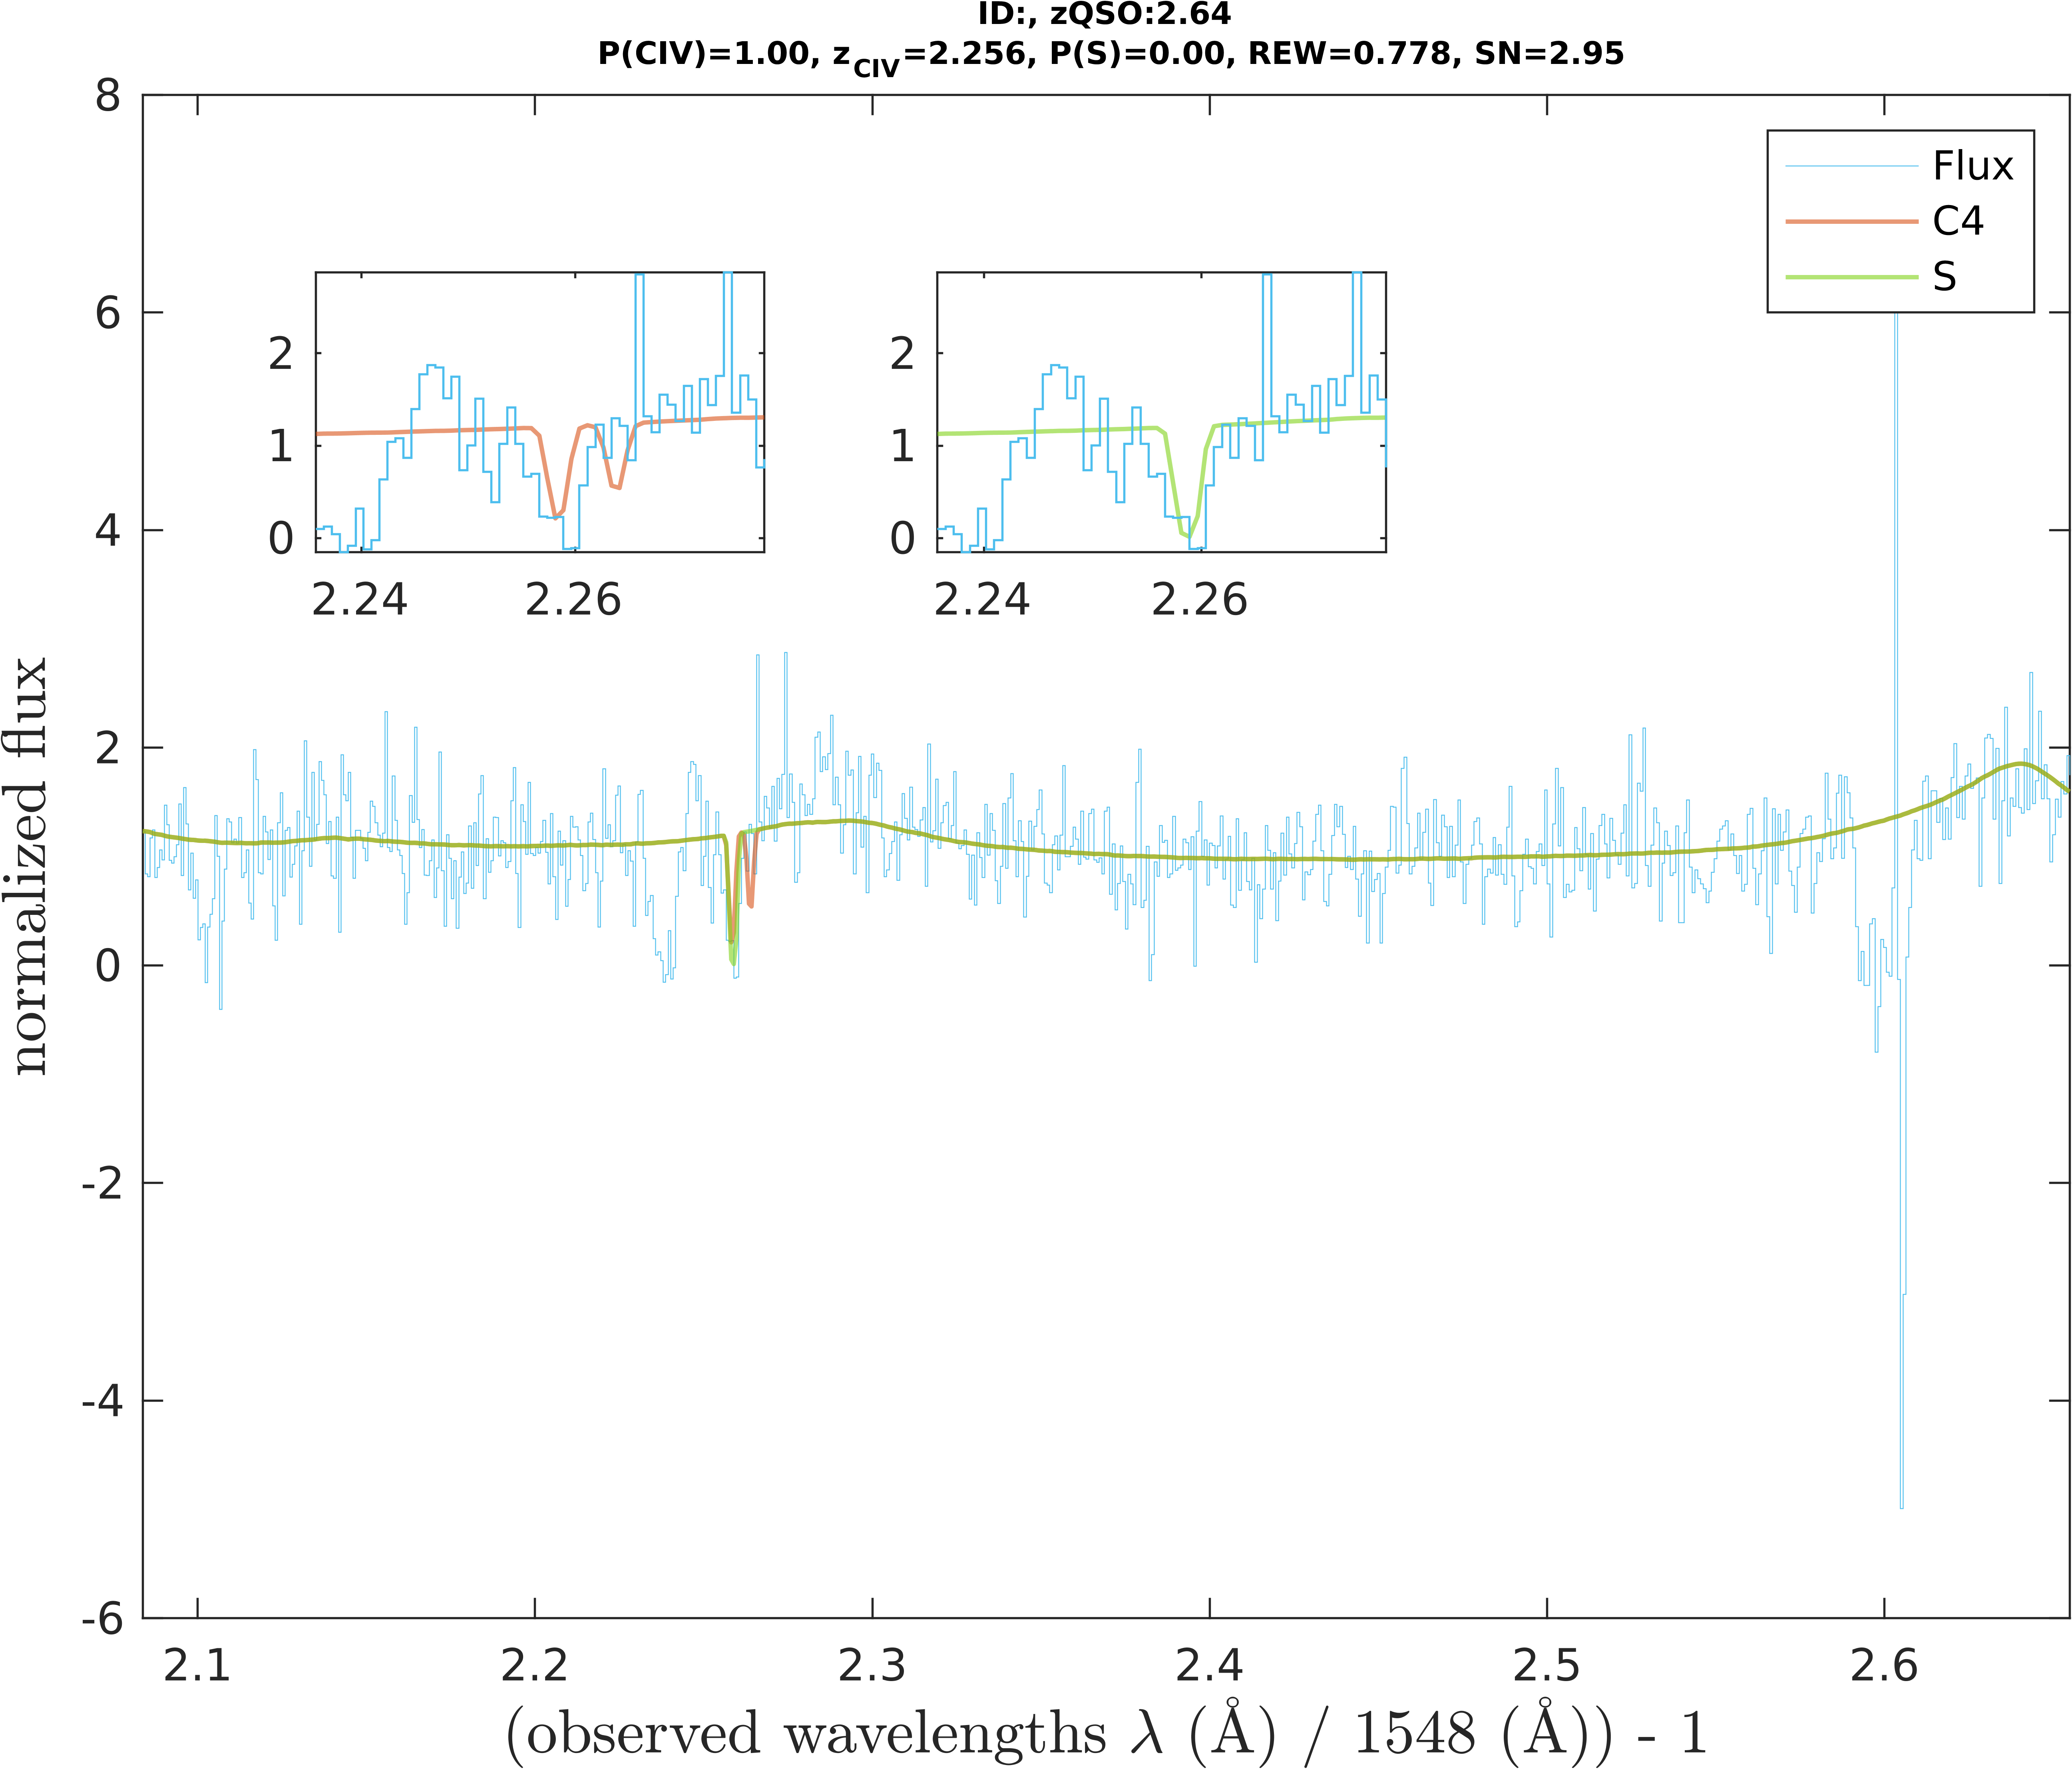 ID:, zQSO:2.64
P(CIV)=1.00, z_CIV=2.256, P(S)=0.00, REW=0.778, SN=2.95
8
6
4
2
0
-2
-4
-6
normalized flux
Flux
C4
S
2
1
0
2.24 2.26
2
1
0
2.24 2.26
2.1 2.2 2.3 2.4 2.5 2.6
(observed wavelengths λ (Å) / 1548 (Å)) - 1